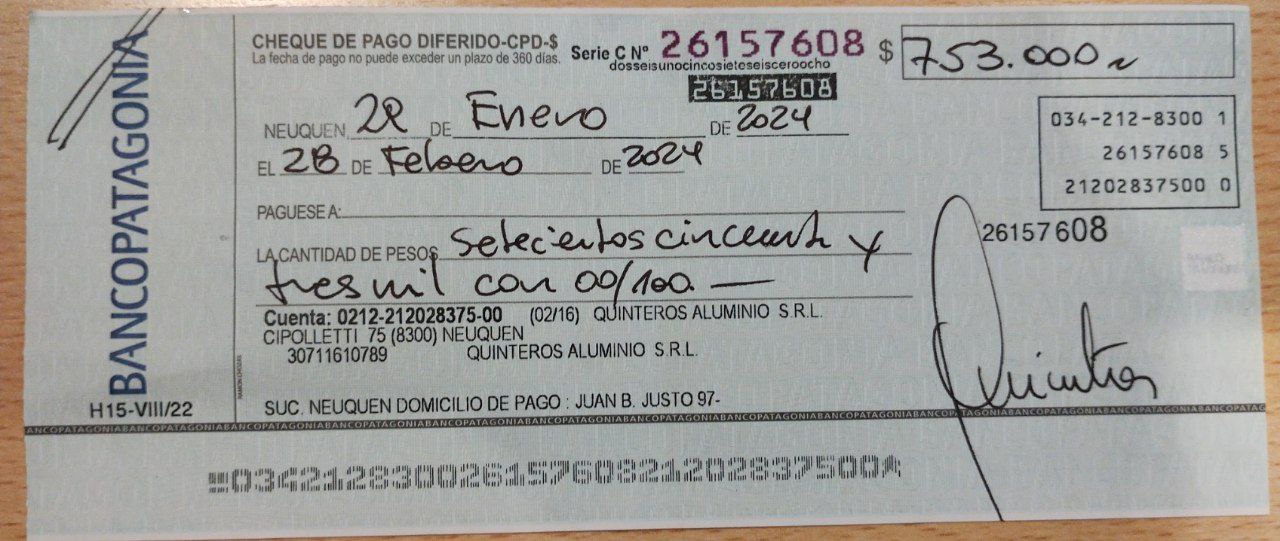 BANCOPATAGONIA
H15-VIII/22
CHEQUE DE PAGO DIFERIDO-CPD-$
La fecha de pago no puede exceder un plazo de 360 días.
Serie C Nº 26157608
dosseisunocincosieteseisceroocho
26157608
$ 753.000
034-212-8300 1
26157608 5
21202837500 0
NEUQUEN 22 DE Enero DE 2024
EL 28 DE Febrero DE 2024
PAGUESE A:
26157608
LA CANTIDAD DE PESOS setecientos cincuenta y
tres mil con 00/100. —
Cuenta: 0212-212028375-00 (02/16) QUINTEROS ALUMINIO S.R.L.
CIPOLLETTI 75 (8300) NEUQUEN
30711610789 QUINTEROS ALUMINIO S.R.L.
Quinteros
SUC. NEUQUEN DOMICILIO DE PAGO : JUAN B. JUSTO 97-
BANCOPATAGONIABANCOPATAGONIABANCOPATAGONIABANCOPATAGONIABANCOPATAGONIABANCOPATAGONIA
03421283002615760821202837500